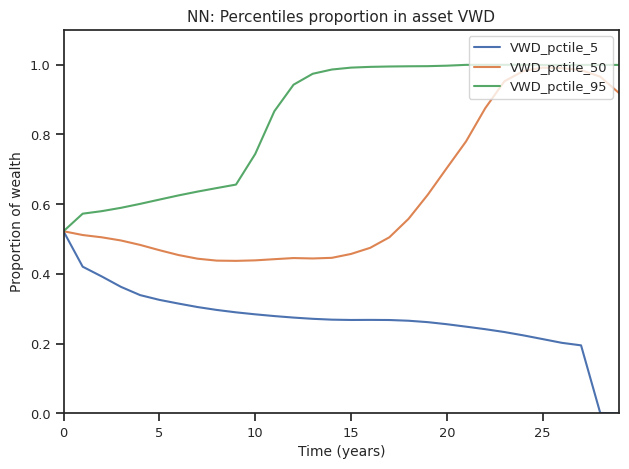 NN: Percentiles proportion in asset VWD
VWD_pctile_5
VWD_pctile_50
VWD_pctile_95
Proportion of wealth
1.0
0.8
0.6
0.4
0.2
0.0
0 5 10 15 20 25
Time (years)